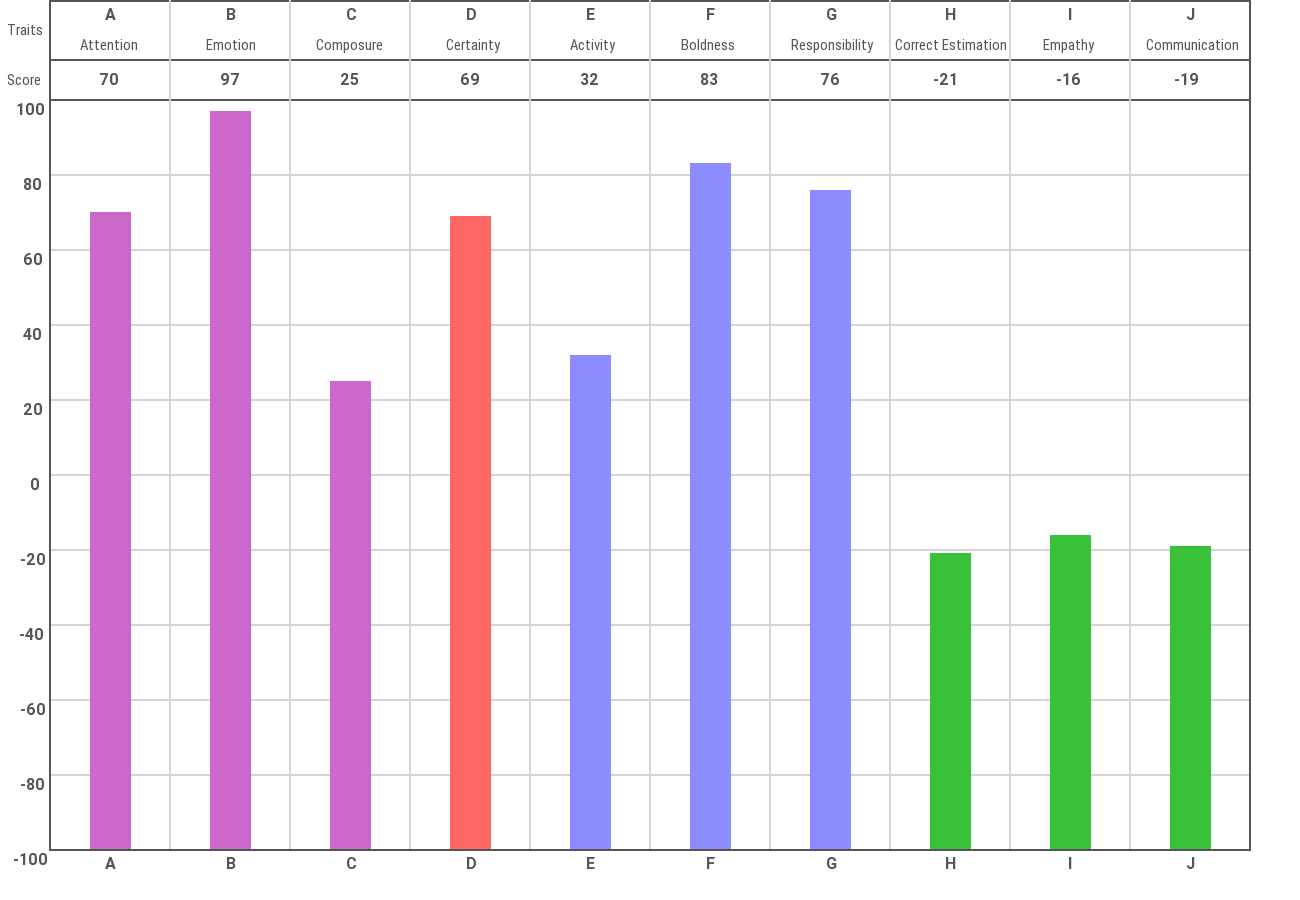 Traits A B C D E F G H I J
Attention Emotion Composure Certainty Activity Boldness Responsibility Correct Estimation Empathy Communication
Score 70 97 25 69 32 83 76 -21 -16 -19
100
80
60
40
20
0
-20
-40
-60
-80
-100
A B C D E F G H I J